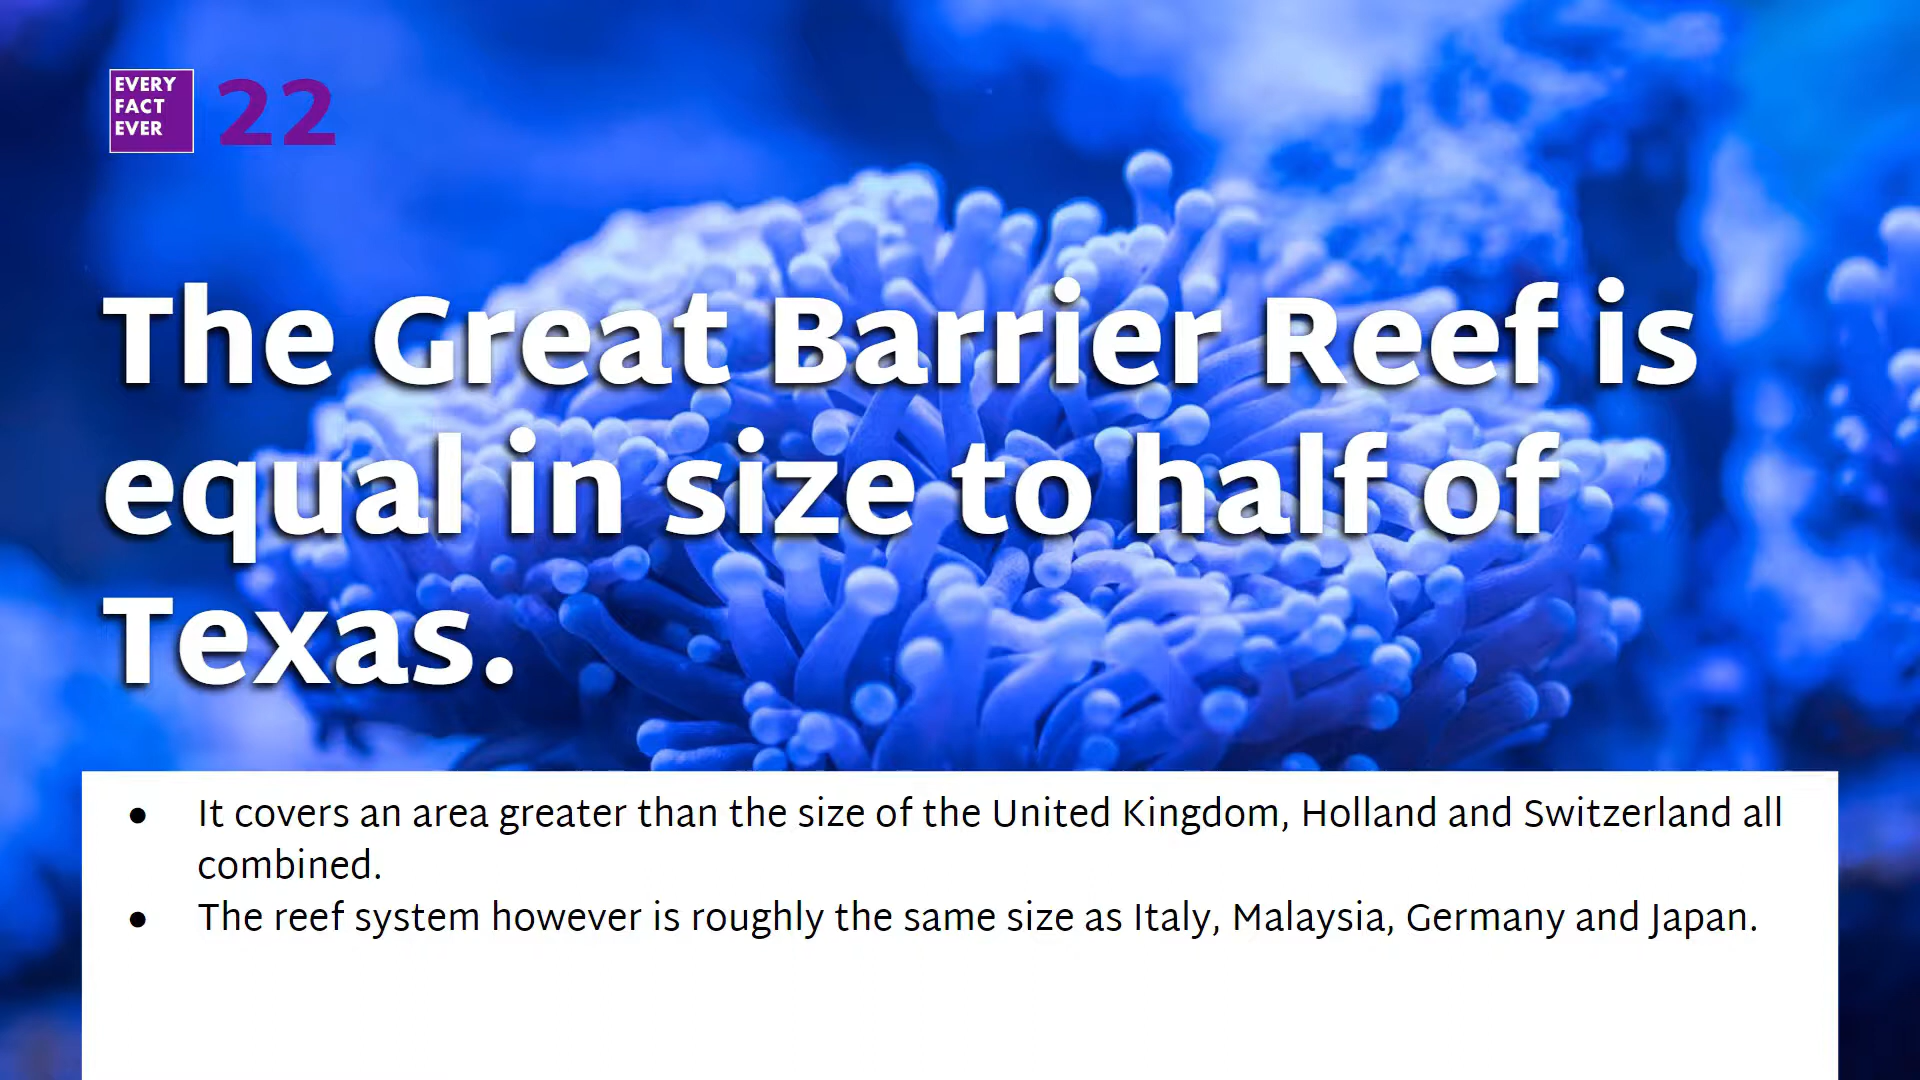 EVERY
FACT
EVER
22
The Great Barrier Reef is
equal in size to half of
Texas.
● It covers an area greater than the size of the United Kingdom, Holland and Switzerland all
combined.
● The reef system however is roughly the same size as Italy, Malaysia, Germany and Japan.